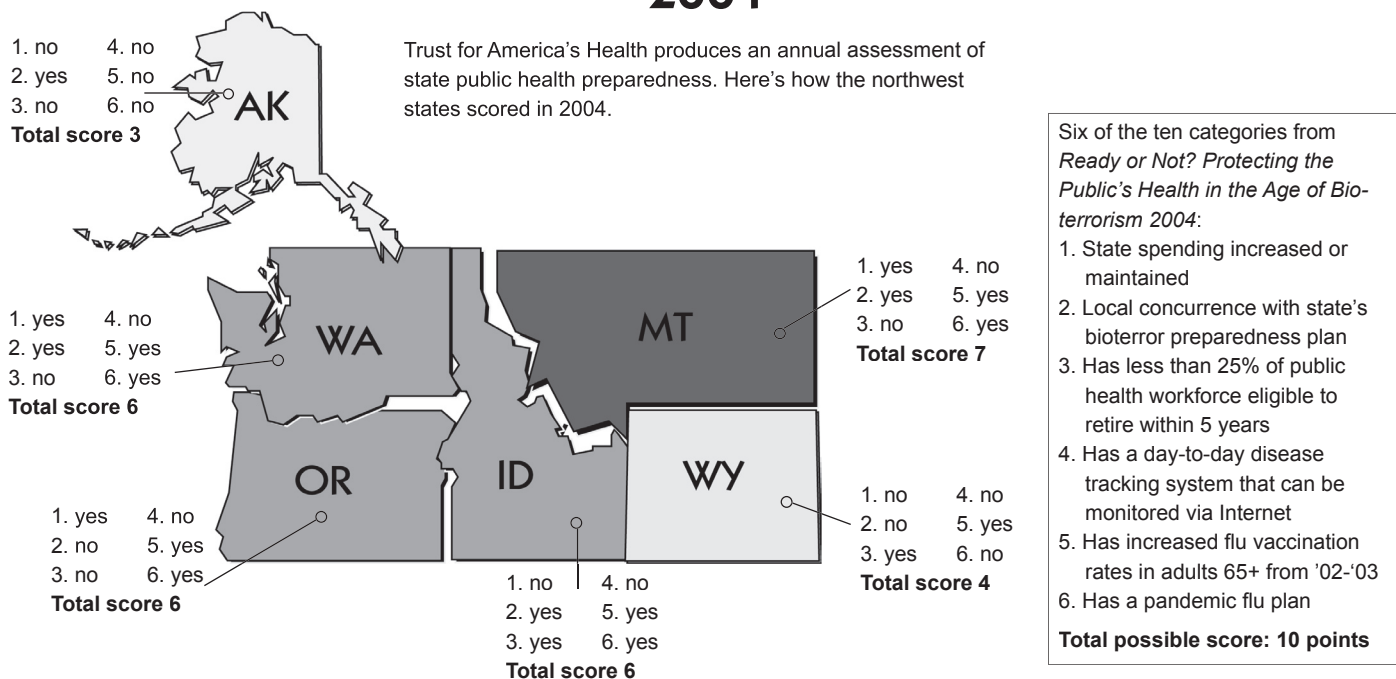 2004
Trust for America's Health produces an annual assessment of
state public health preparedness. Here's how the northwest
states scored in 2004.
1. no 4. no
2. yes 5. no
3. no 6. no
Total score 3
AK
1. yes 4. no
2. yes 5. yes
3. no 6. yes
Total score 6
WA
MT
1. yes 4. no
2. yes 5. yes
3. no 6. yes
Total score 7
OR
1. yes 4. no
2. no 5. yes
3. no 6. yes
Total score 6
ID
1. no 4. no
2. yes 5. yes
3. yes 6. yes
Total score 6
WY
1. no 4. no
2. no 5. yes
3. yes 6. no
Total score 4
Six of the ten categories from
Ready or Not? Protecting the
Public's Health in the Age of Bio-
terrorism 2004:
1. State spending increased or
maintained
2. Local concurrence with state's
bioterror preparedness plan
3. Has less than 25% of public
health workforce eligible to
retire within 5 years
4. Has a day-to-day disease
tracking system that can be
monitored via Internet
5. Has increased flu vaccination
rates in adults 65+ from '02-'03
6. Has a pandemic flu plan
Total possible score: 10 points